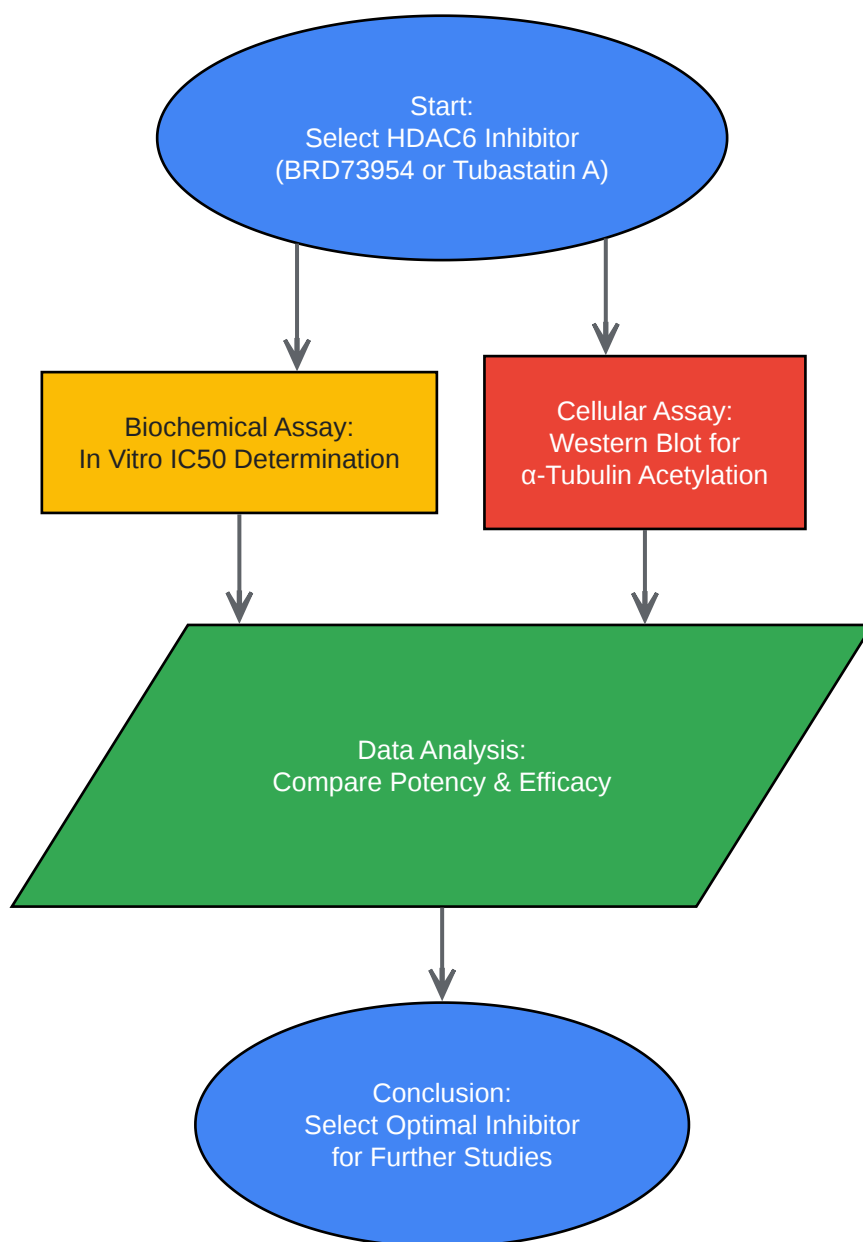 Start:
Select HDAC6 Inhibitor
(BRD73954 or Tubastatin A)
Biochemical Assay:
In Vitro IC50 Determination
Cellular Assay:
Western Blot for
α-Tubulin Acetylation
Data Analysis:
Compare Potency & Efficacy
Conclusion:
Select Optimal Inhibitor
for Further Studies